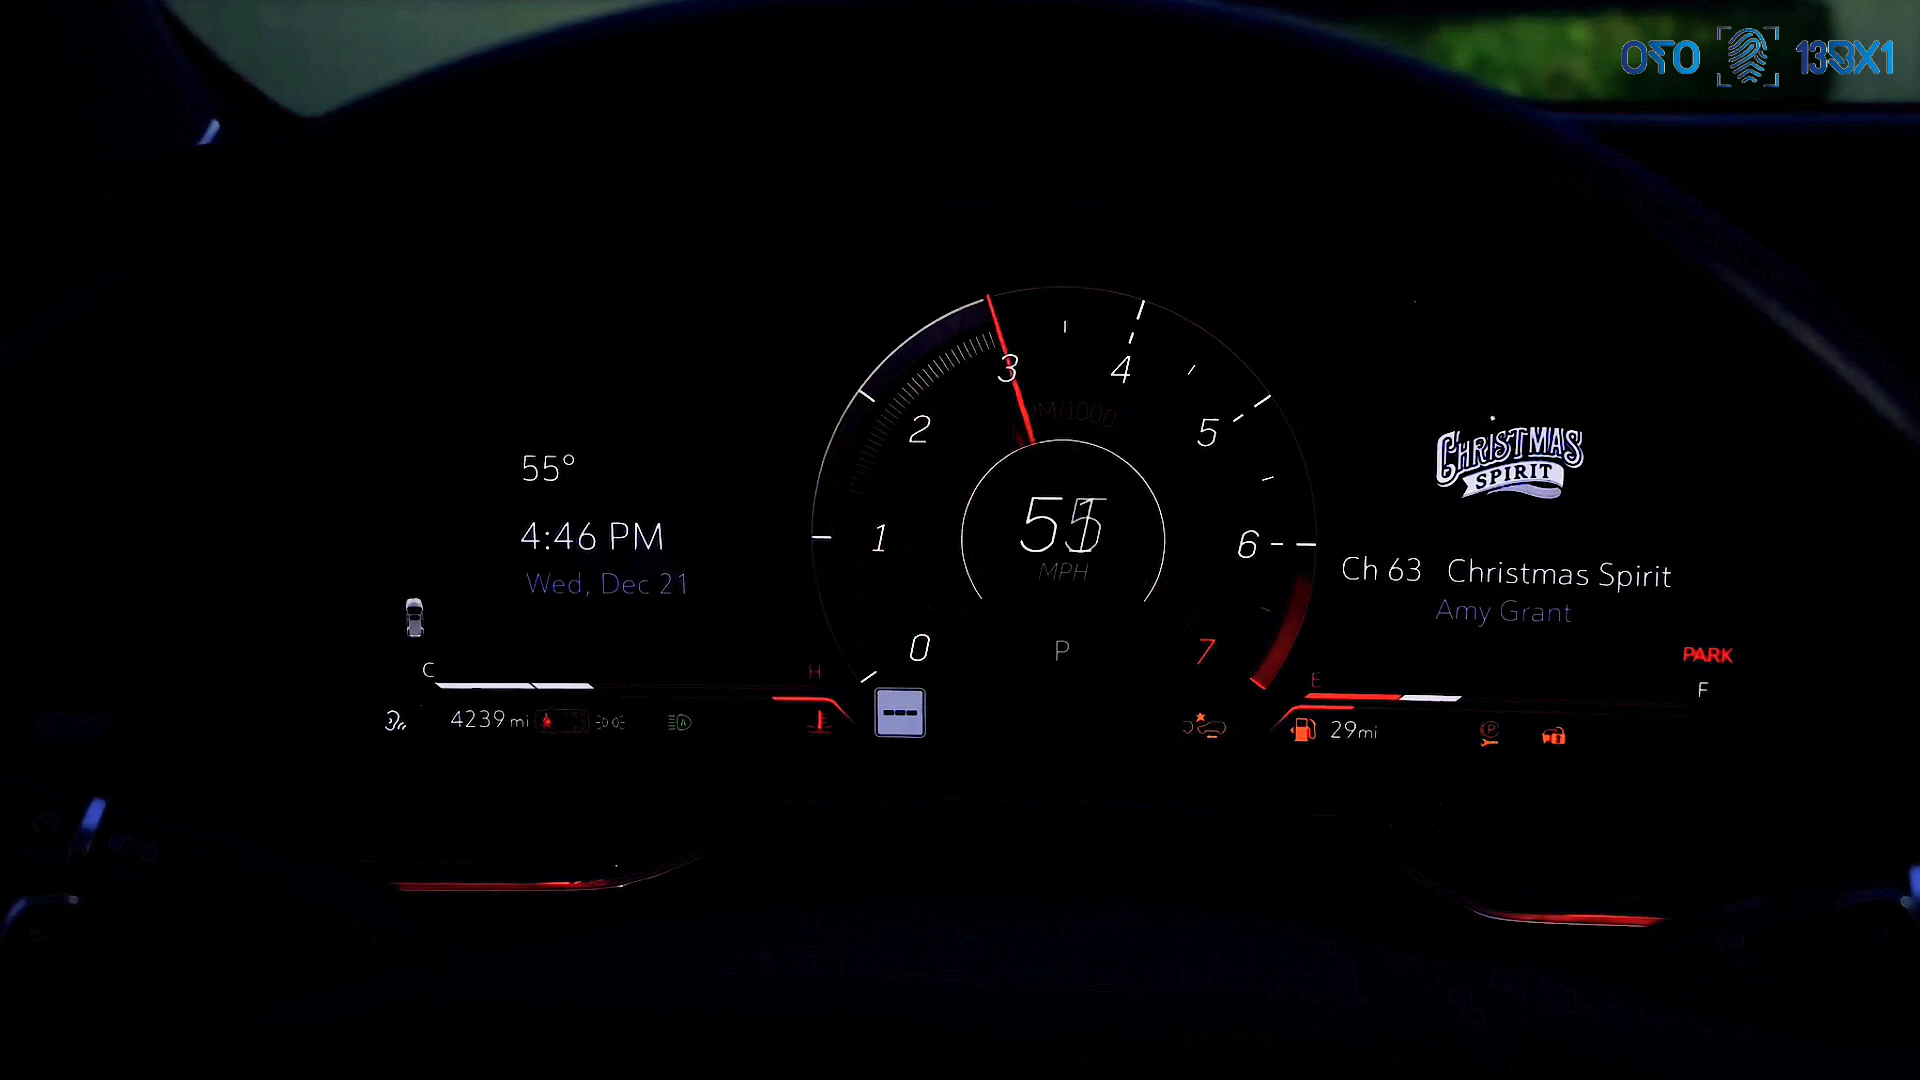 55°
4:46 PM
Wed, Dec 21
C
H
4239 mi
0
1
2
3
4
5
6
7
MPH
P
CHRISTMAS
SPIRIT
Ch 63 Christmas Spirit
Amy Grant
PARK
E
F
29mi